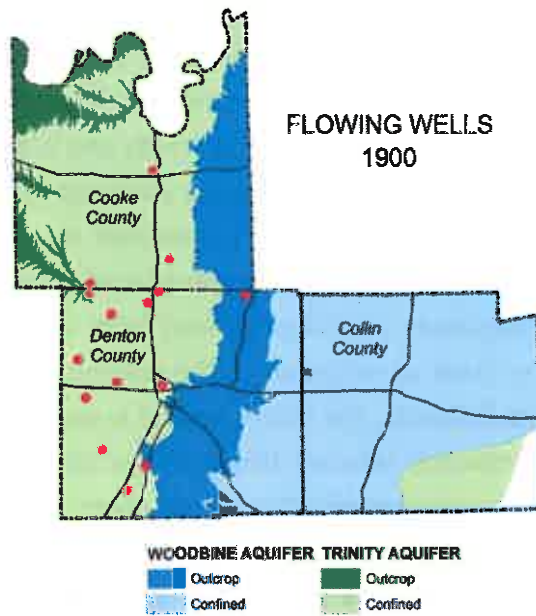 FLOWING WELLS
1900
Cooke
County
Denton
County
Collin
County
WOODBINE AQUIFER TRINITY AQUIFER
Outcrop Outcrop
Confined Confined